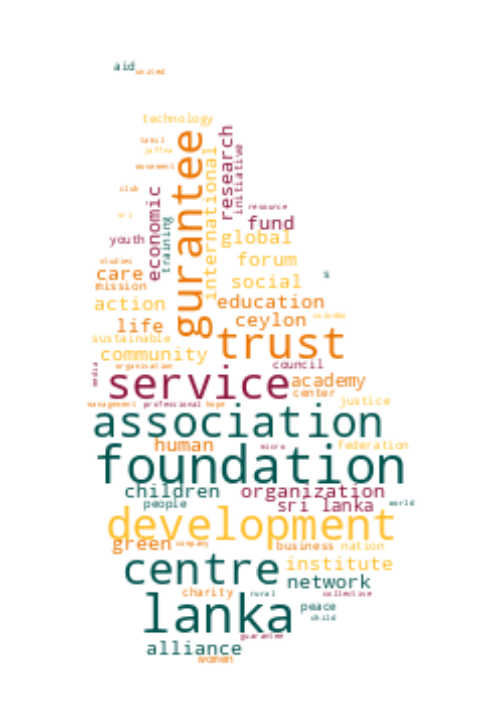 aid
united
technology
tamil
jaffna
movement
gurantee
international
research
initiative
economic
training
club
sri
resource
fund
youth
global
studies
care
mission
forum
s
social
action
education
life
ceylon
colombo
sustainable
trust
community
organisation
council
media
service
academy
center
management
professional
hope
justice
association
human
micro
federation
foundation
children
organization
people
sri lanka
world
development
green
company
business
nation
centre
institute
network
charity
rural
collective
lanka
peace
child
guarantee
alliance
women